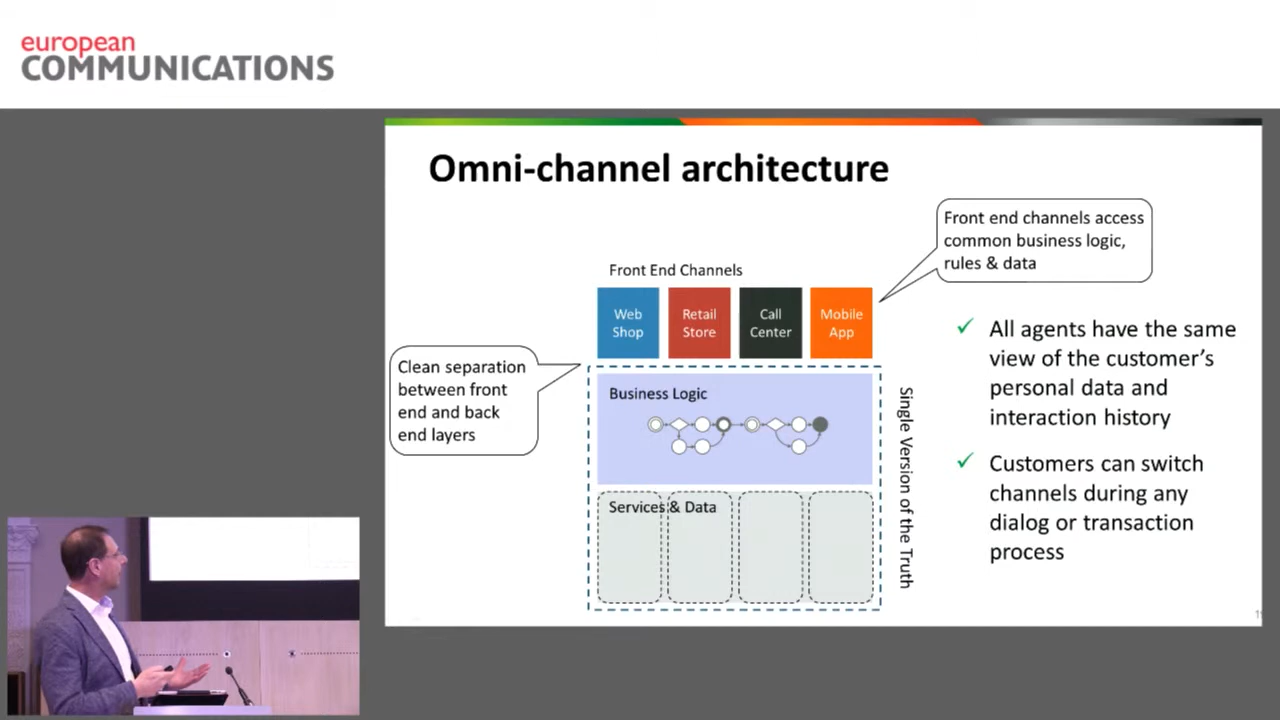 european
COMMUNICATIONS
Omni-channel architecture
Front end channels access
common business logic,
rules & data
Front End Channels
Web
Shop
Retail
Store
Call
Center
Mobile
App
Clean separation
between front
end and back
end layers
Business Logic
Services & Data
Single Version of the Truth
✓ All agents have the same
view of the customer's
personal data and
interaction history
✓ Customers can switch
channels during any
dialog or transaction
process